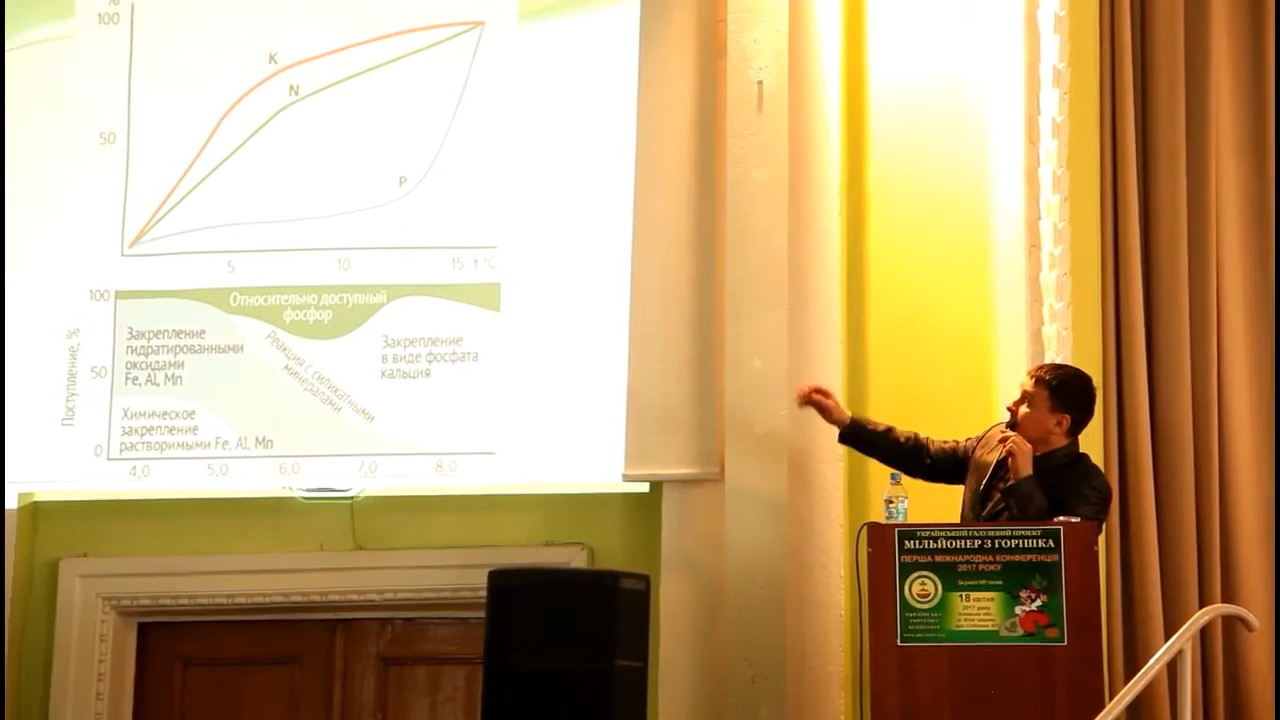 %
100
K
N
50
P
5 10 15 t °C
100
Относительно доступный
фосфор
Закрепление
гидратированными
оксидами
Fe, Al, Mn
Реакция с силикатными
минералами
Закрепление
в виде фосфата
кальция
Поступление, %
50
Химическое
закрепление
растворимыми Fe, Al, Mn
0
4,0 5,0 6,0 7,0 8,0
УКРАЇНСЬКИЙ ГАЛУЗЕВИЙ ПРОЕКТ
МІЛЬЙОНЕР З ГОРІШКА
ПЕРША МІЖНАРОДНА КОНФЕРЕНЦІЯ
2017 РОКУ
18 квітня
2017 року